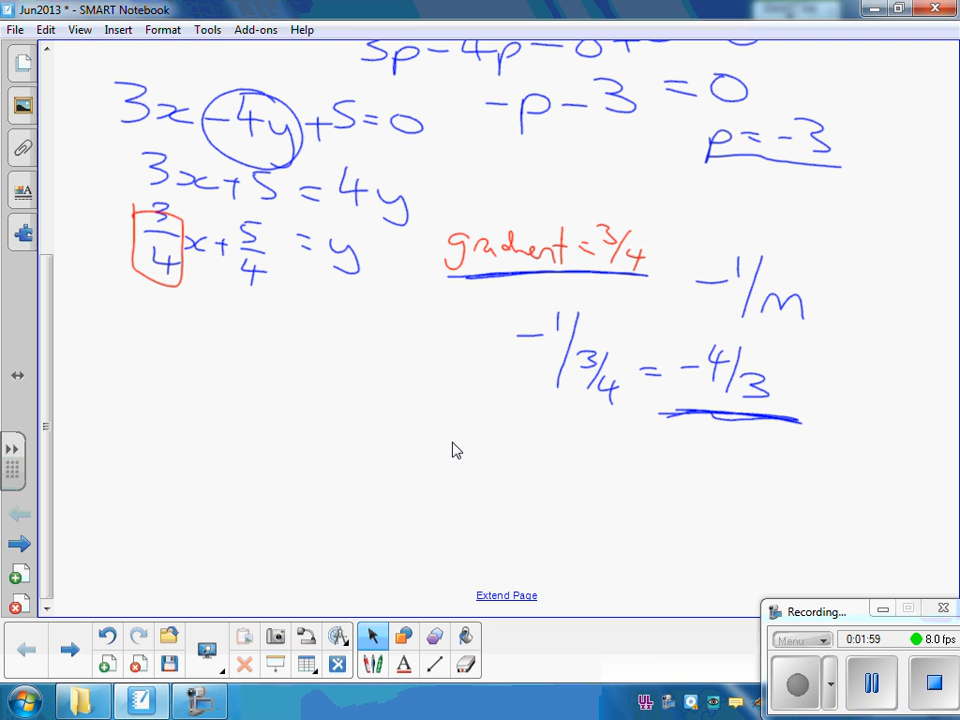 Jun2013 * - SMART Notebook
File Edit View Insert Format Tools Add-ons Help
3x - 4y + 5 = 0
- p - 3 = 0
p = -3
3x + 5 = 4y
3/4 x + 5/4 = y
gradient = 3/4
- 1/m
- 1/3/4 = - 4/3
Extend Page
Recording...
Menu
0:01:59
8.0 fps